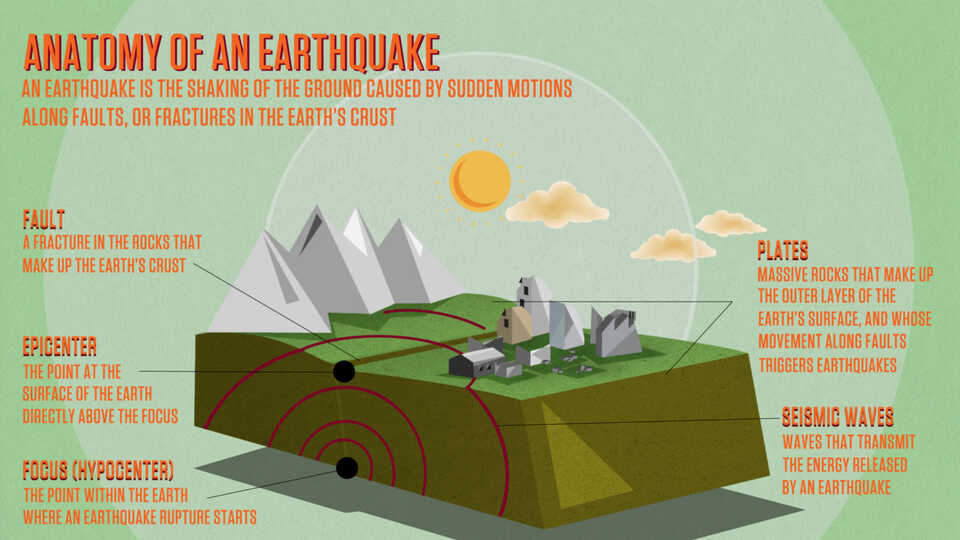 ANATOMY OF AN EARTHQUAKE
AN EARTHQUAKE IS THE SHAKING OF THE GROUND CAUSED BY SUDDEN MOTIONS
ALONG FAULTS, OR FRACTURES IN THE EARTH'S CRUST
FAULT
A FRACTURE IN THE ROCKS THAT
MAKE UP THE EARTH'S CRUST
EPICENTER
THE POINT AT THE
SURFACE OF THE EARTH
DIRECTLY ABOVE THE FOCUS
FOCUS (HYPOCENTER)
THE POINT WITHIN THE EARTH
WHERE AN EARTHQUAKE RUPTURE STARTS
PLATES
MASSIVE ROCKS THAT MAKE UP
THE OUTER LAYER OF THE
EARTH'S SURFACE, AND WHOSE
MOVEMENT ALONG FAULTS
TRIGGERS EARTHQUAKES
SEISMIC WAVES
WAVES THAT TRANSMIT
THE ENERGY RELEASED
BY AN EARTHQUAKE